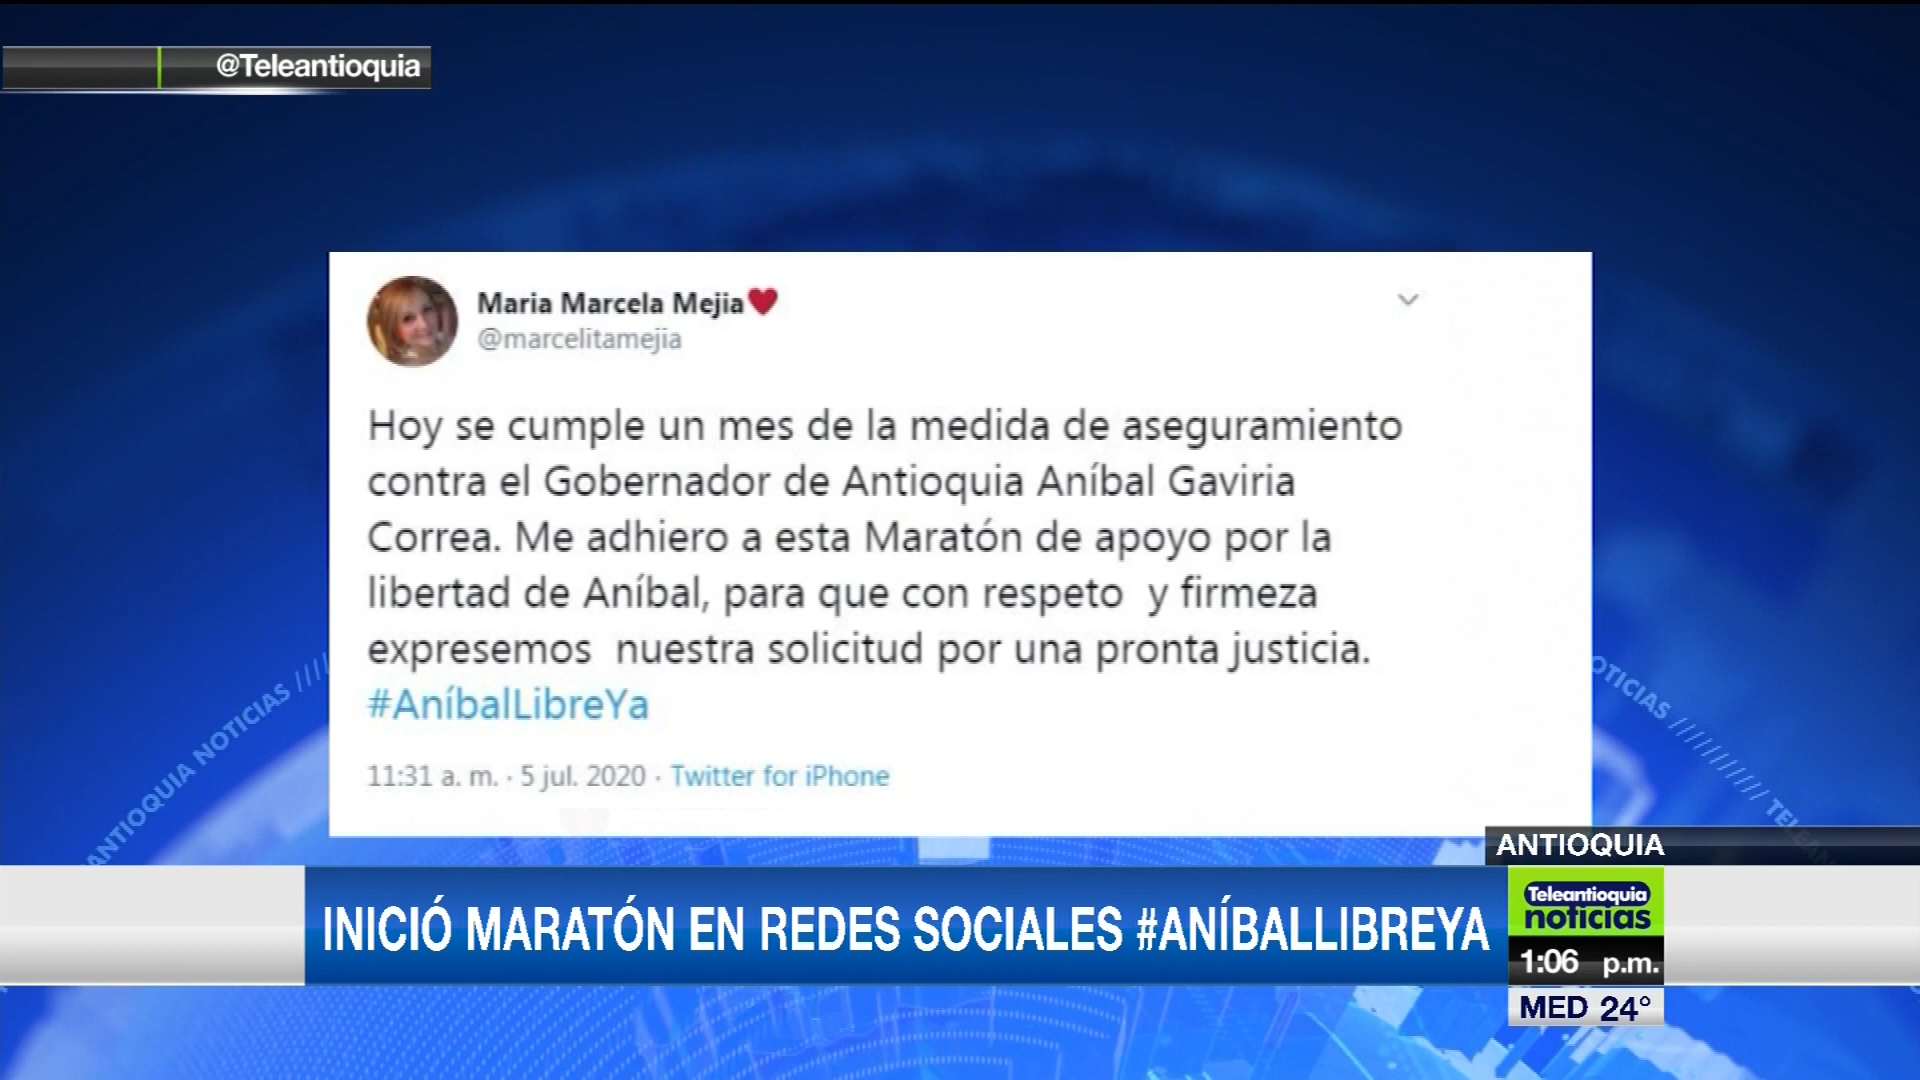 @Teleantioquia
Maria Marcela Mejia
@marcelitamejia
Hoy se cumple un mes de la medida de aseguramiento
contra el Gobernador de Antioquia Aníbal Gaviria
Correa. Me adhiero a esta Maratón de apoyo por la
libertad de Aníbal, para que con respeto y firmeza
expresemos nuestra solicitud por una pronta justicia.
#AníbalLibreYa
11:31 a. m. · 5 jul. 2020 · Twitter for iPhone
ANTIOQUIA NOTICIAS ////
OTICIAS //////////
ANTIOQUIA
INICIÓ MARATÓN EN REDES SOCIALES #ANÍBALLIBREYA
Teleantioquia
noticias
1:06 p.m.
MED 24°